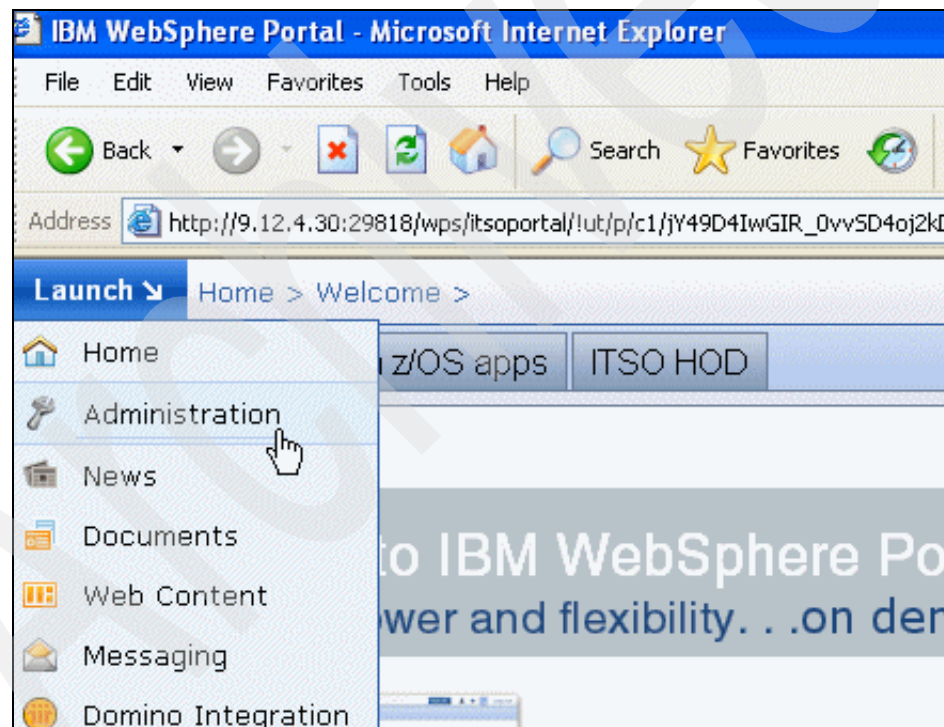 IBM WebSphere Portal - Microsoft Internet Explorer
File Edit View Favorites Tools Help
Back Search Favorites
Address http://9.12.4.30:29818/wps/itsoportal/!ut/p/c1/jY49D4IwGIR_0vvSD4oj2kD
Launch Home > Welcome >
Home
z/OS apps ITSO HOD
Administration
News
Documents
to IBM WebSphere Po
Web Content
wer and flexibility. . .on der
Messaging
Domino Integration